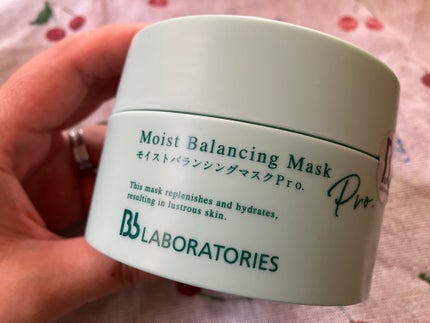 Moist Balancing Mask
モイストバランシングマスクPro.
Pro.
This mask replenishes and hydrates,
resulting in lustrous skin.
Bb LABORATORIES